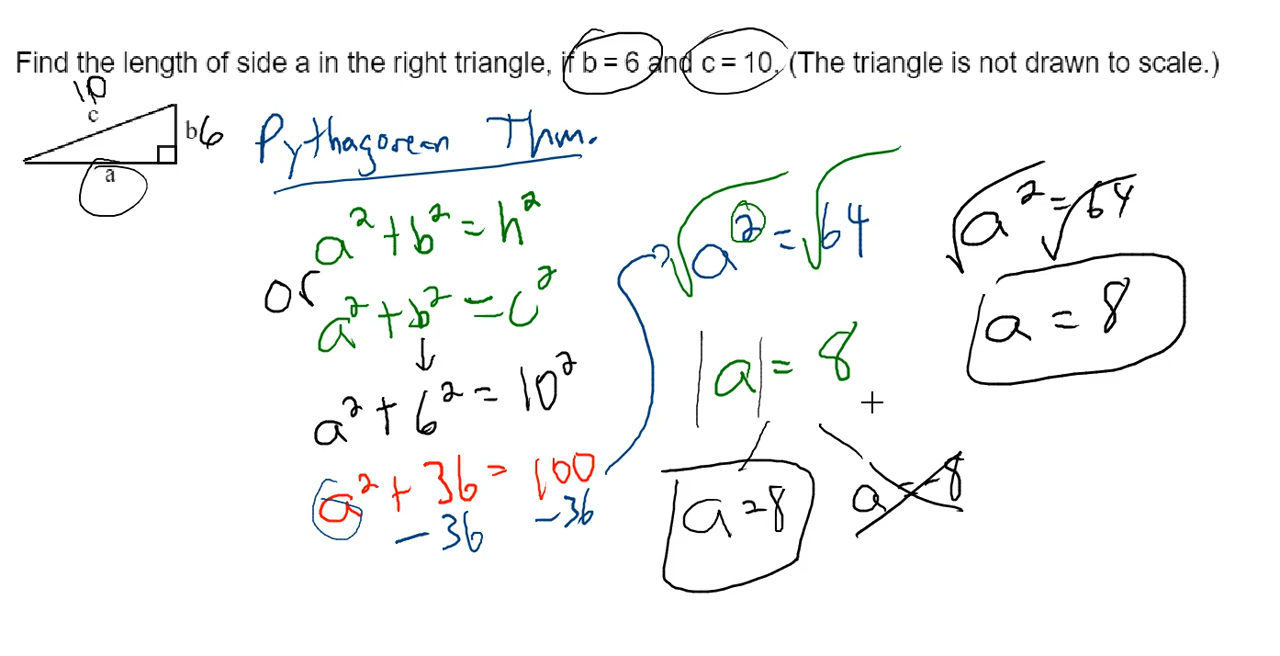 Find the length of side a in the right triangle, if b = 6 and c = 10. (The triangle is not drawn to scale.)
10
c
b 6
a
Pythagorean Thm.
a² + b² = h²
or
a² + b² = c²
↓
a² + 6² = 10²
a² + 36 = 100
- 36 - 36
√a² = √64
|a| = 8
a = 8
a = -8
√a² = √64
a = 8